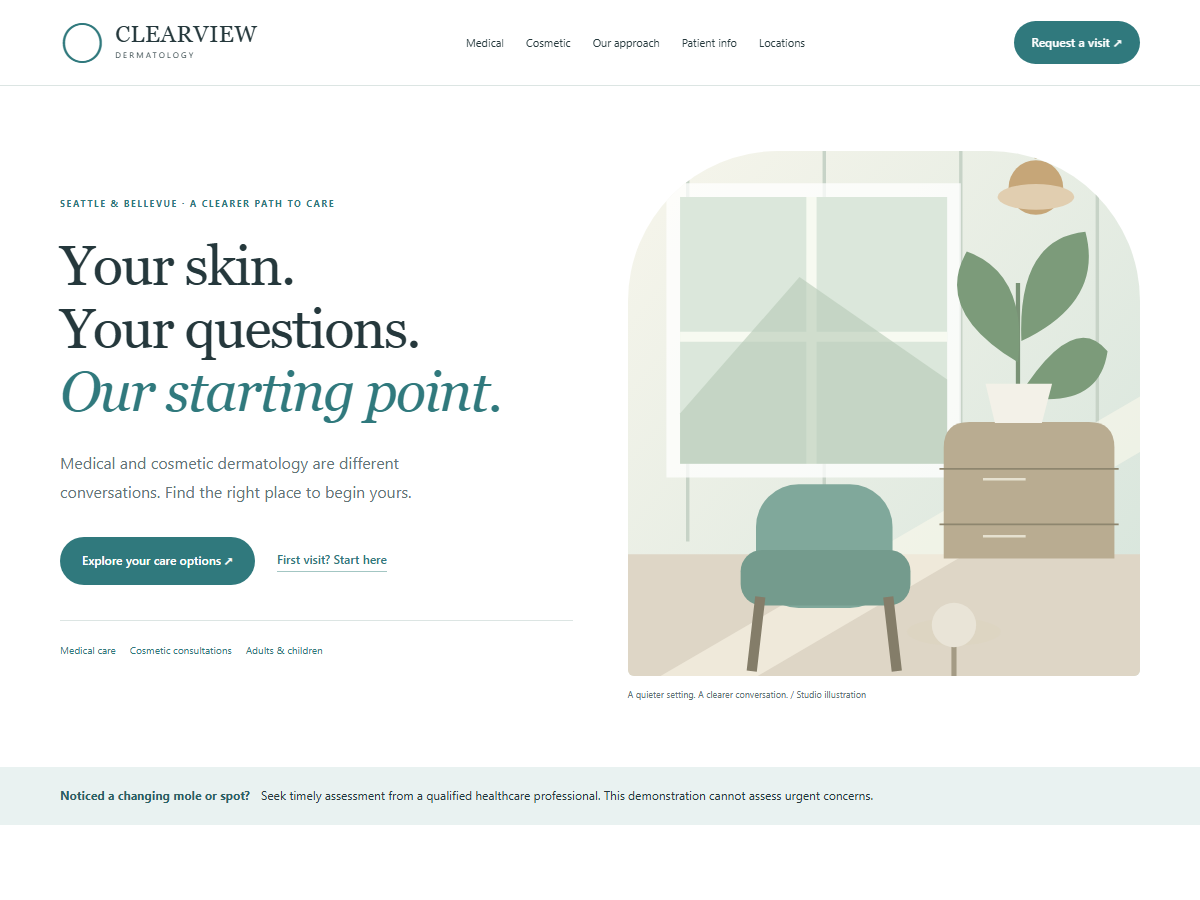 CLEARVIEW
DERMATOLOGY
Medical
Cosmetic
Our approach
Patient info
Locations
Request a visit ↗
SEATTLE & BELLEVUE · A CLEARER PATH TO CARE
Your skin.
Your questions.
Our starting point.
Medical and cosmetic dermatology are different
conversations. Find the right place to begin yours.
Explore your care options ↗
First visit? Start here
Medical care
Cosmetic consultations
Adults & children
A quieter setting. A clearer conversation. / Studio illustration
Noticed a changing mole or spot? Seek timely assessment from a qualified healthcare professional. This demonstration cannot assess urgent concerns.